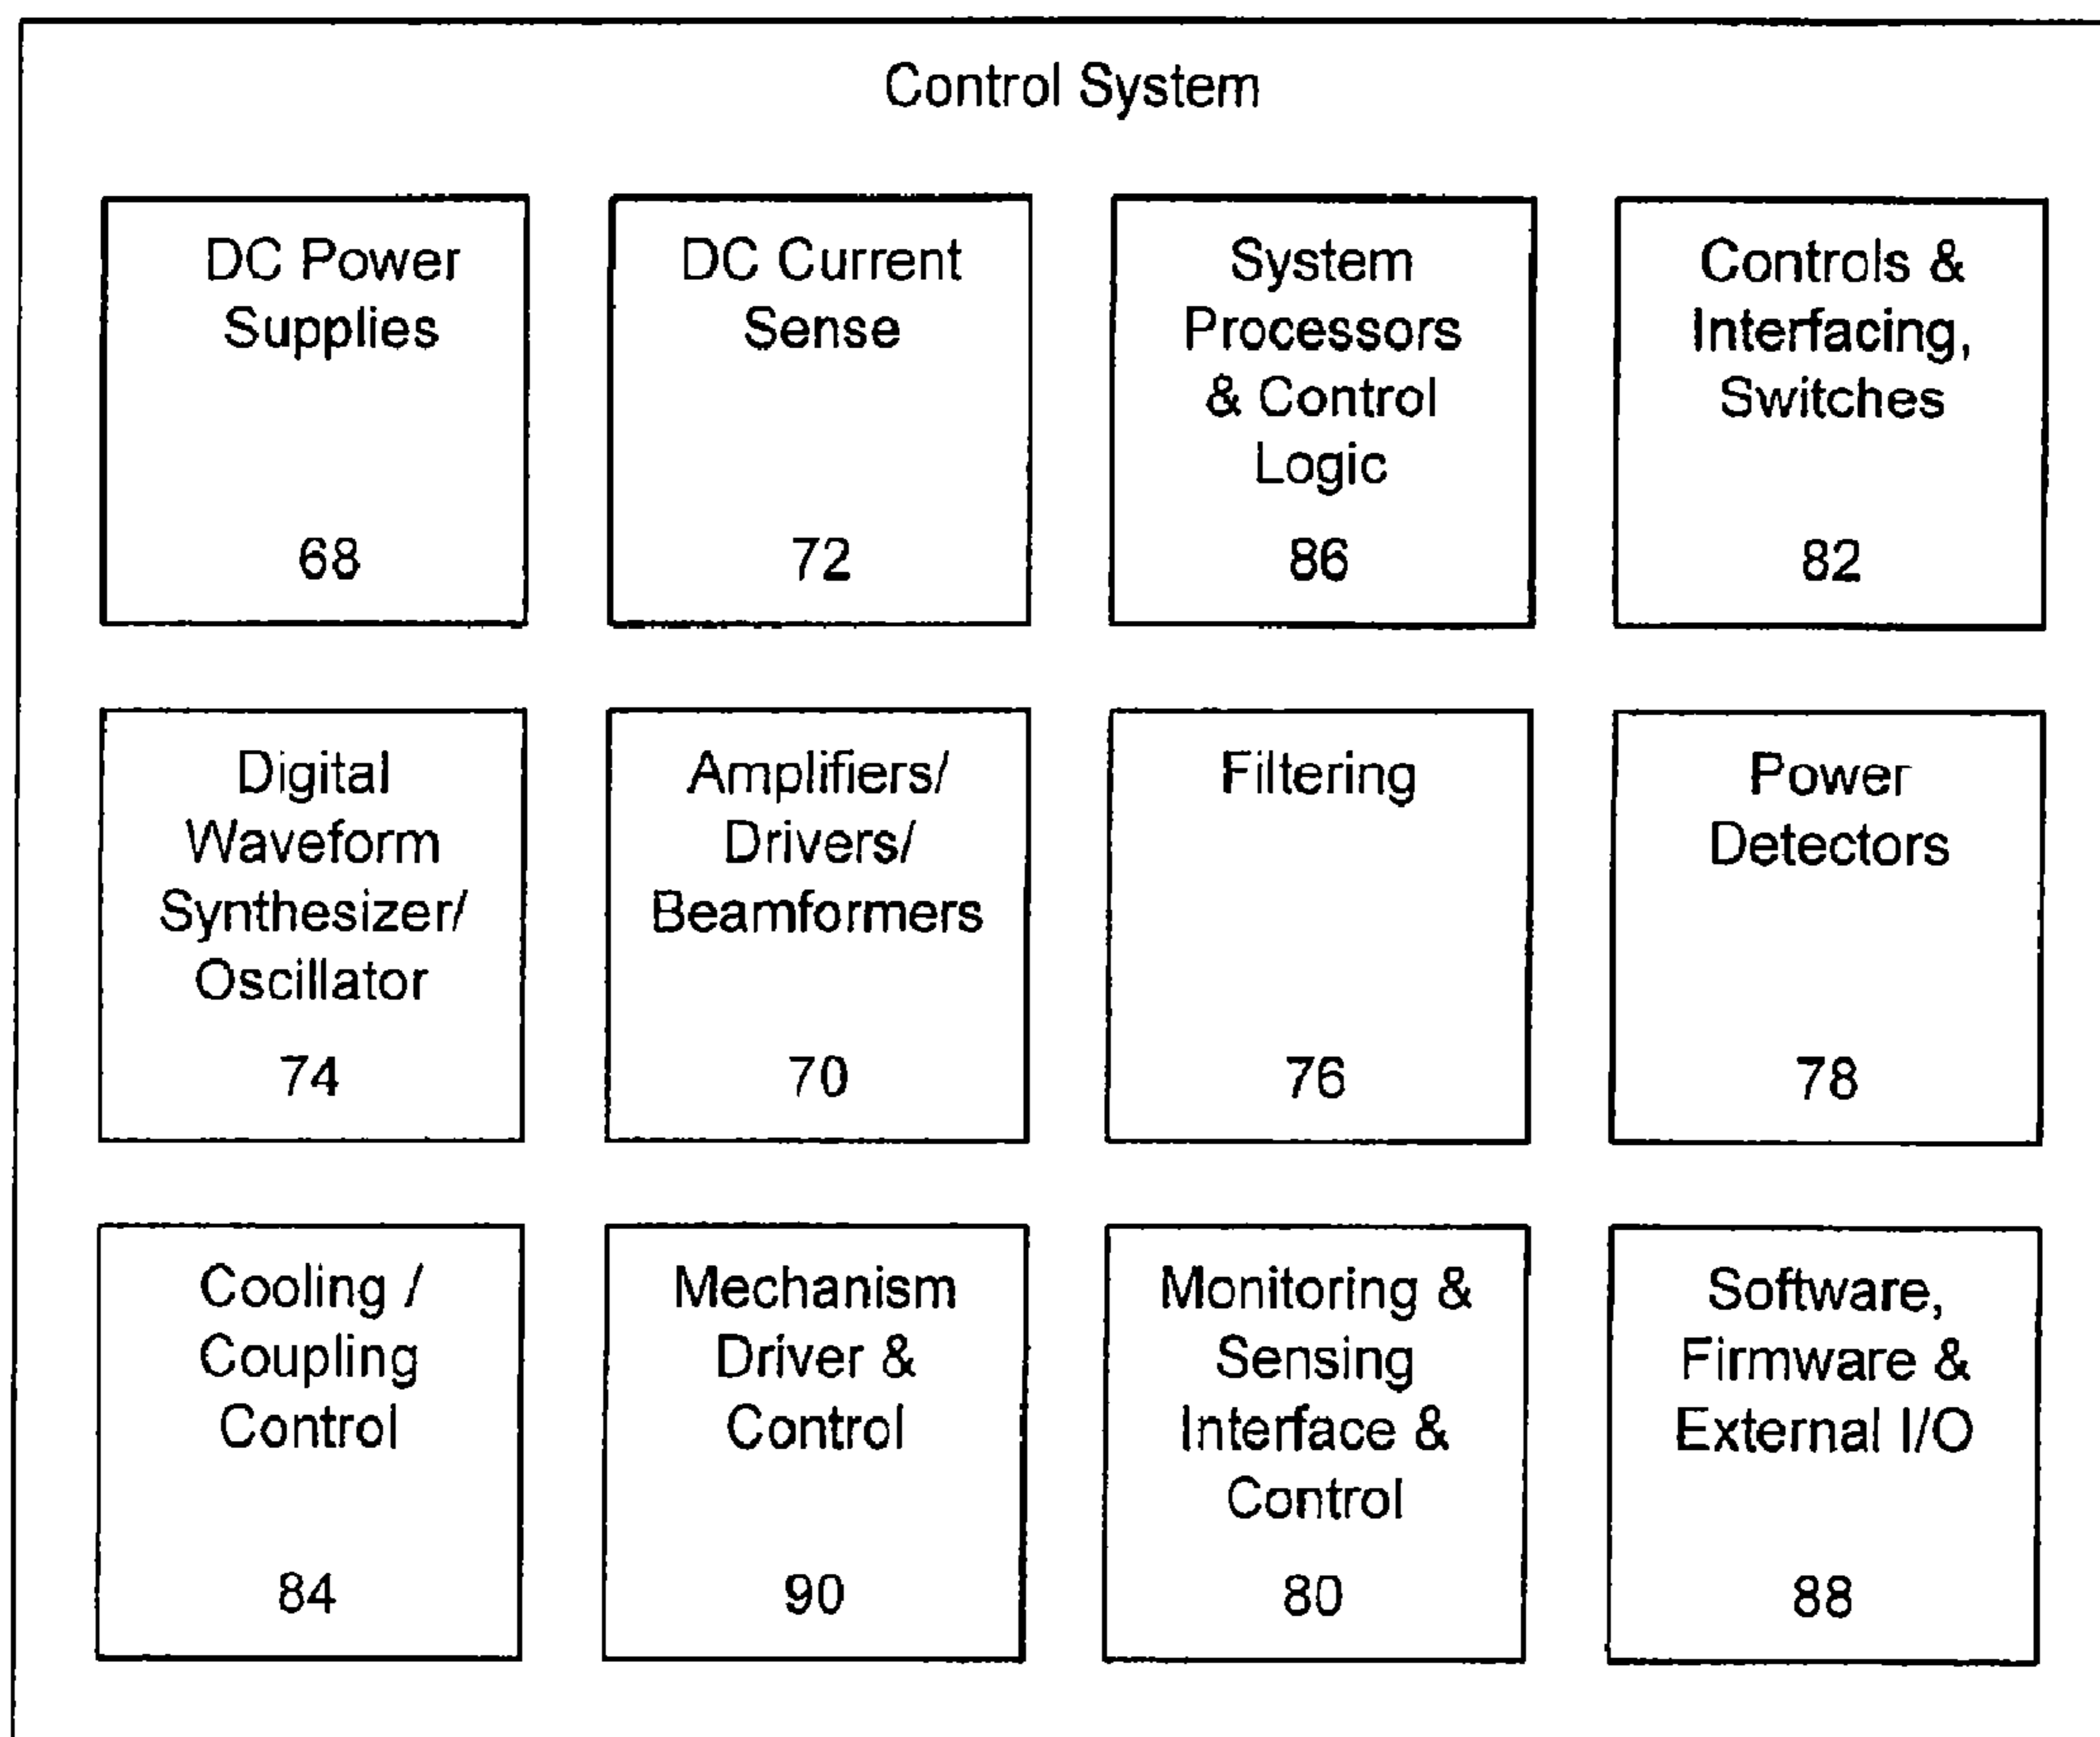 Control System
DC Power
Supplies
68
DC Current
Sense
72
System
Processors
& Control
Logic
86
Controls &
Interfacing,
Switches
82
Digital
Waveform
Synthesizer/
Oscillator
74
Amplifiers/
Drivers/
Beamformers
70
Filtering
76
Power
Detectors
78
Cooling /
Coupling
Control
84
Mechanism
Driver &
Control
90
Monitoring &
Sensing
Interface &
Control
80
Software,
Firmware &
External I/O
88